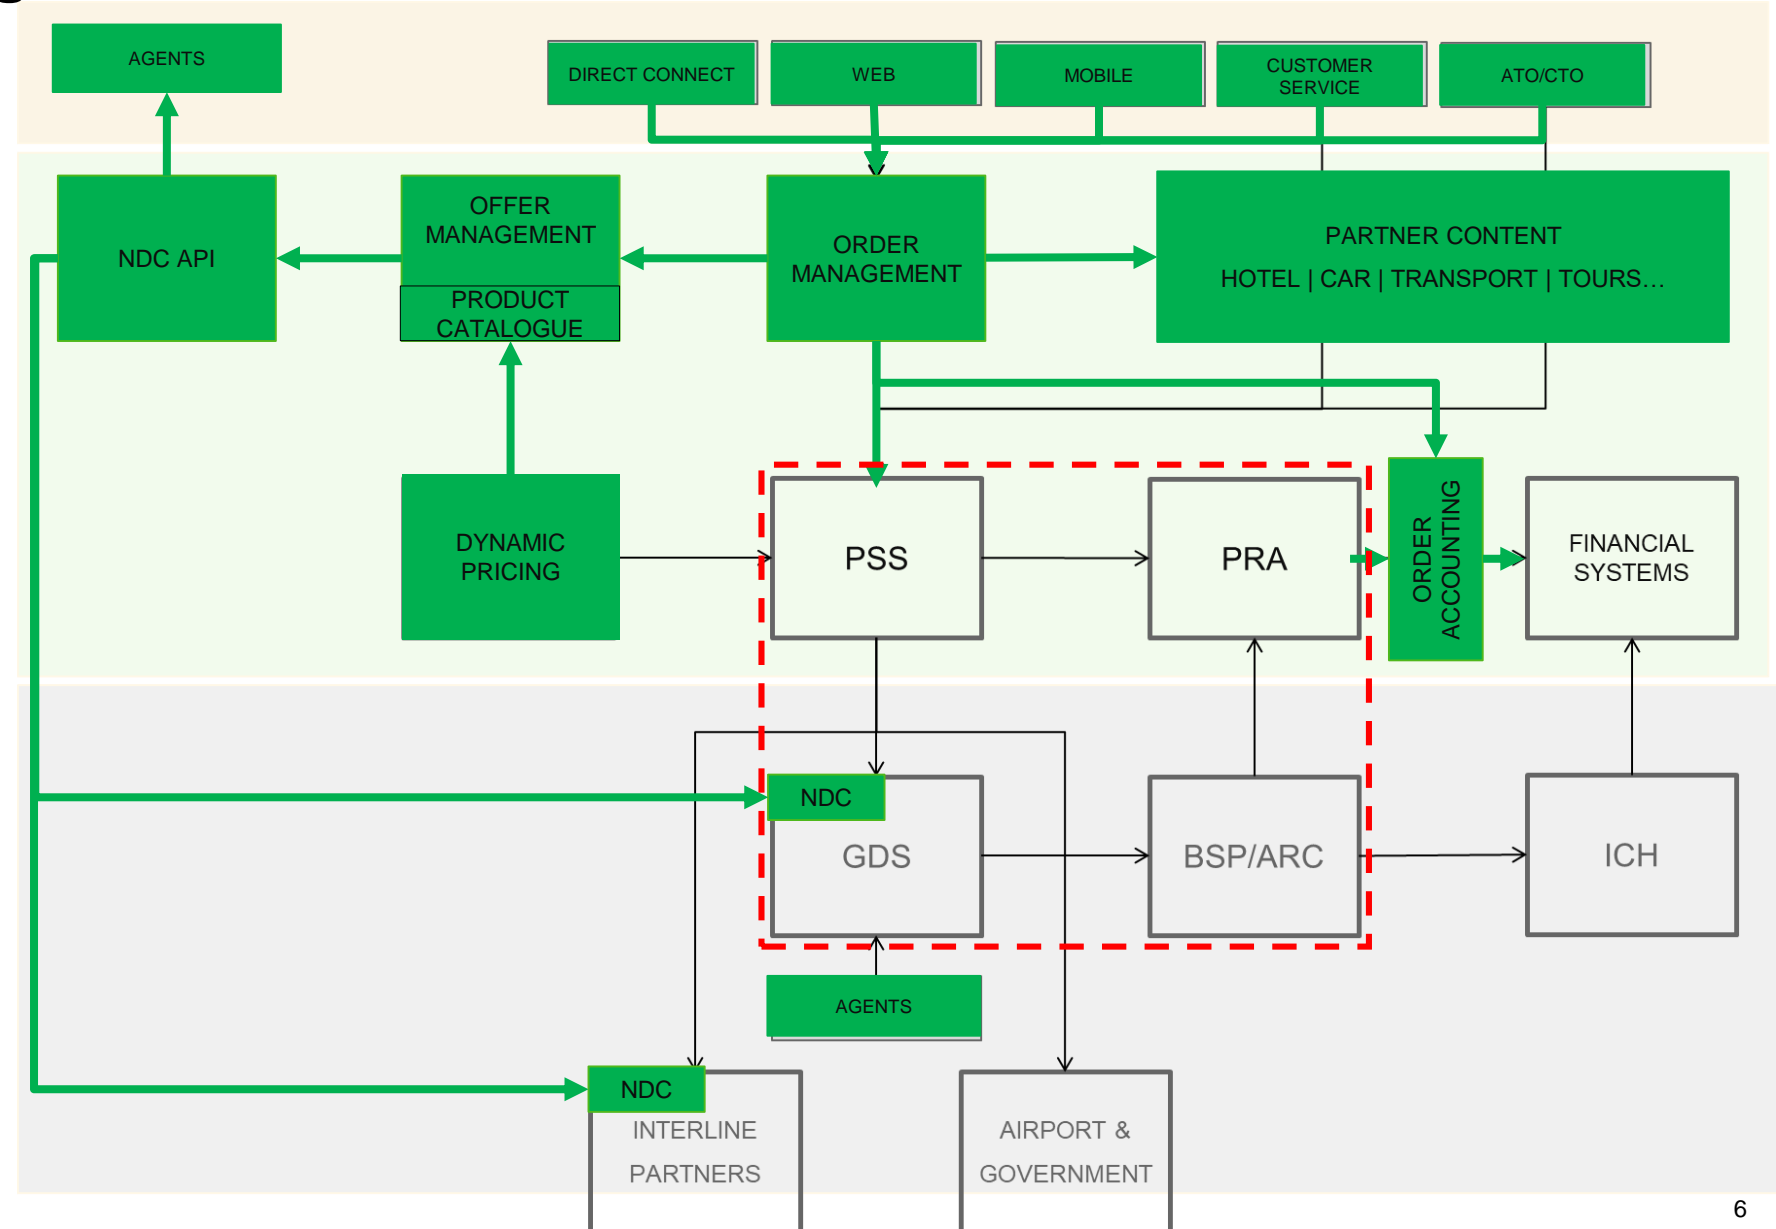 AGENTS
DIRECT CONNECT
WEB
MOBILE
CUSTOMER
SERVICE
ATO/CTO
NDC API
OFFER
MANAGEMENT
PRODUCT
CATALOGUE
ORDER
MANAGEMENT
PARTNER CONTENT
HOTEL | CAR | TRANSPORT | TOURS…
DYNAMIC
PRICING
PSS
PRA
ORDER
ACCOUNTING
FINANCIAL
SYSTEMS
NDC
GDS
BSP/ARC
ICH
AGENTS
NDC
INTERLINE
PARTNERS
AIRPORT &
GOVERNMENT
6